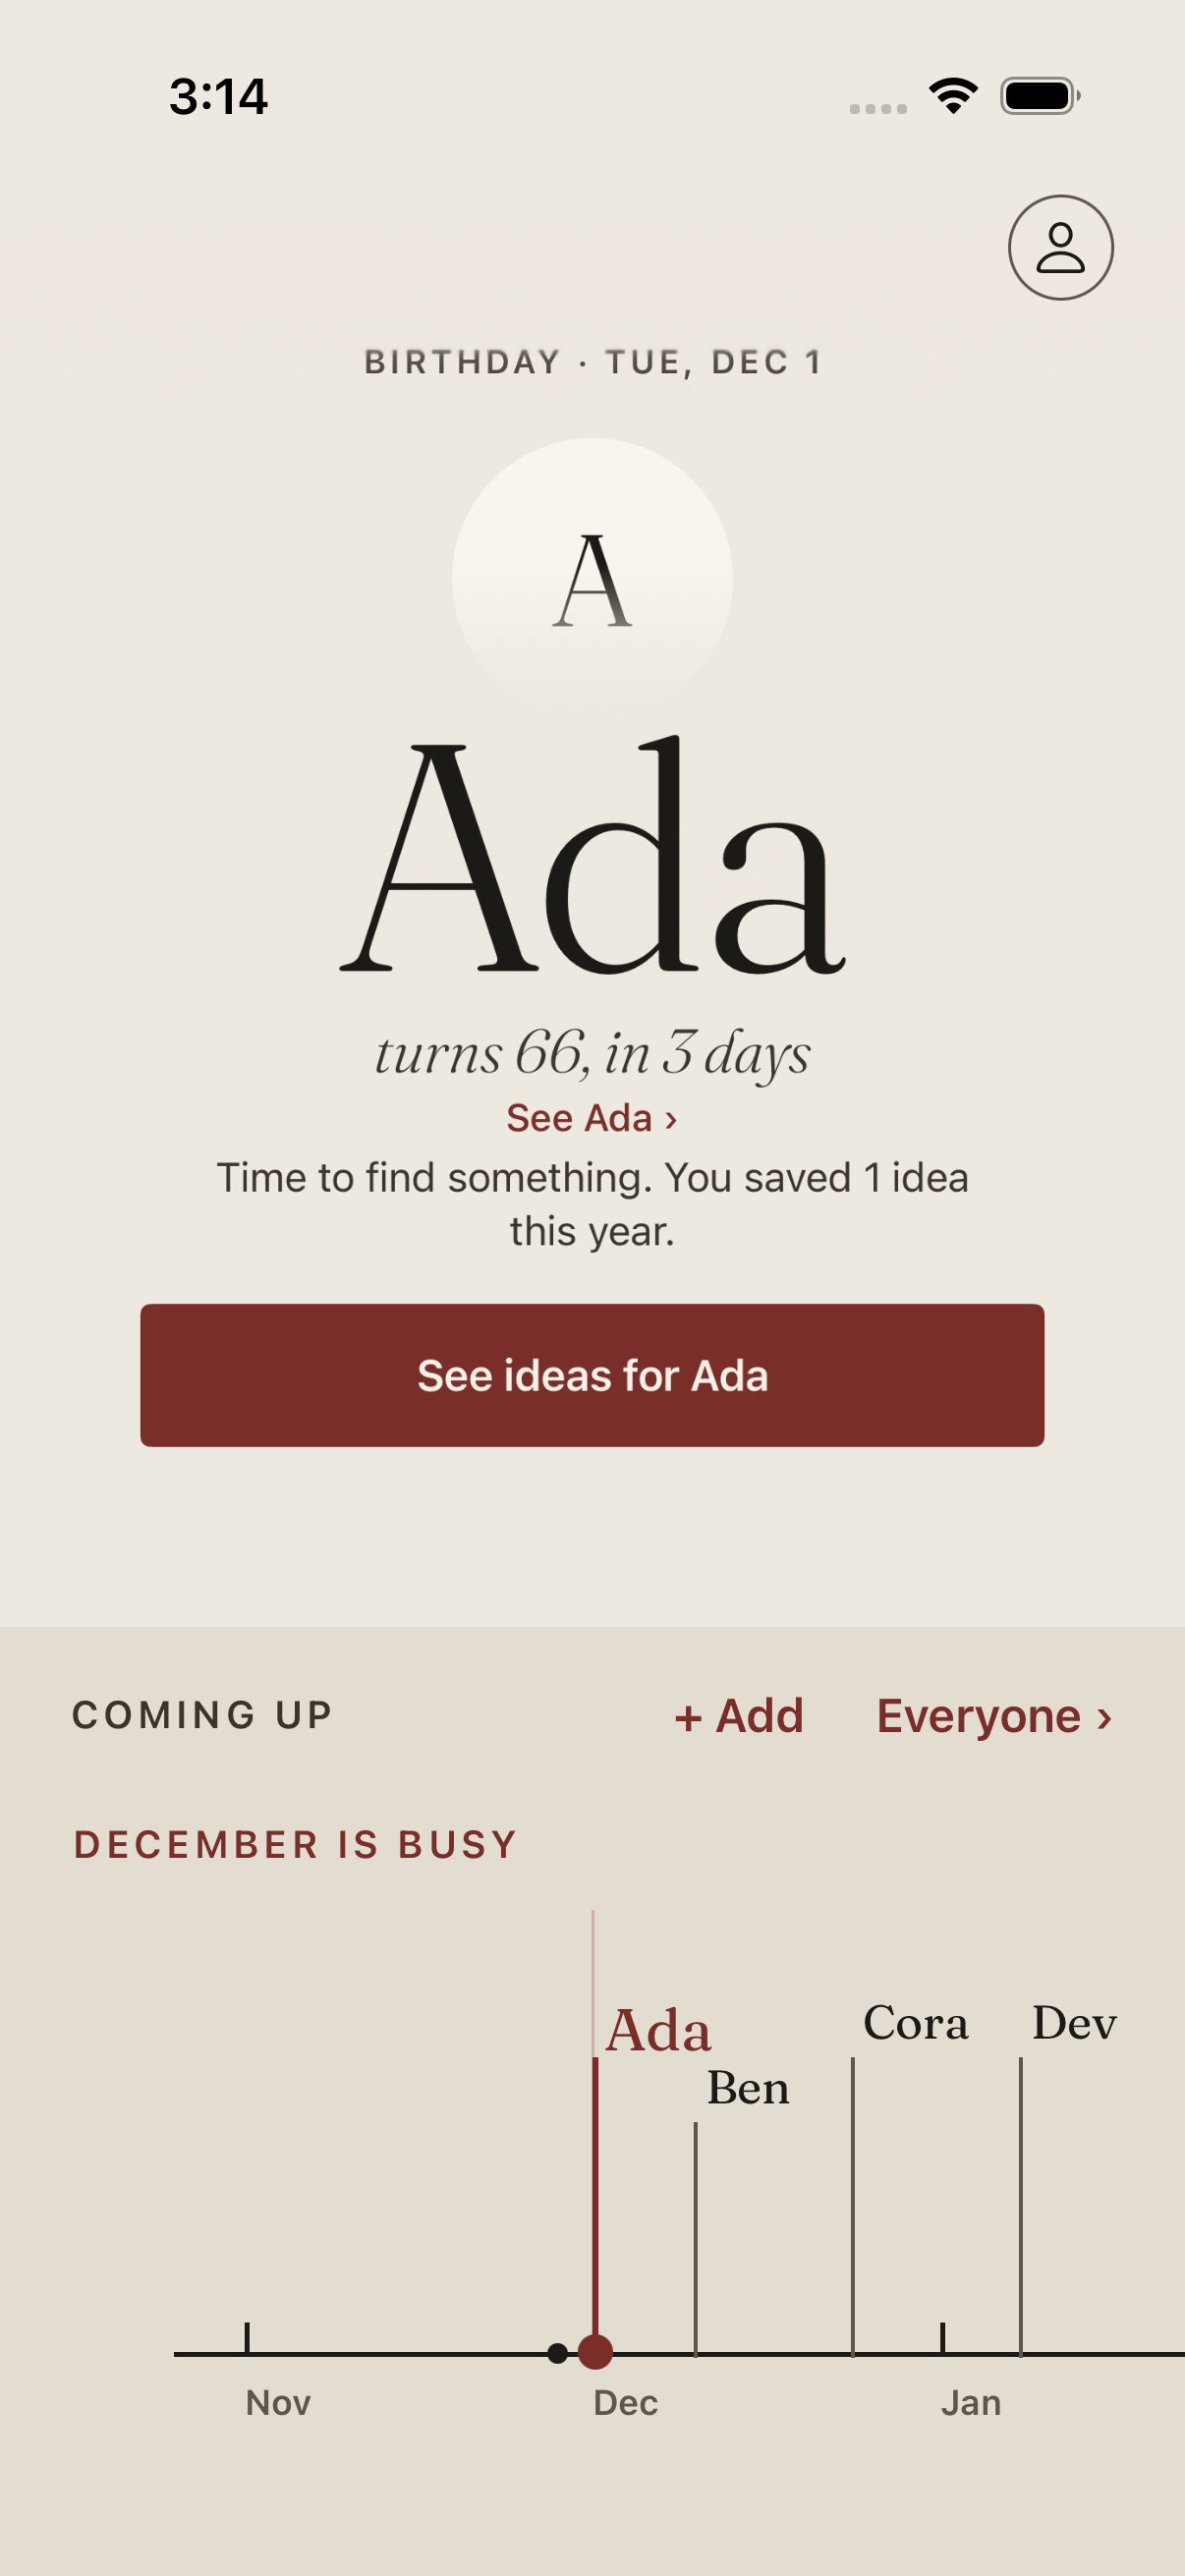 3:14
BIRTHDAY · TUE, DEC 1
A
Ada
turns 66, in 3 days
See Ada ›
Time to find something. You saved 1 idea
this year.
See ideas for Ada
COMING UP
+ Add
Everyone ›
DECEMBER IS BUSY
Ada
Ben
Cora
Dev
Nov
Dec
Jan